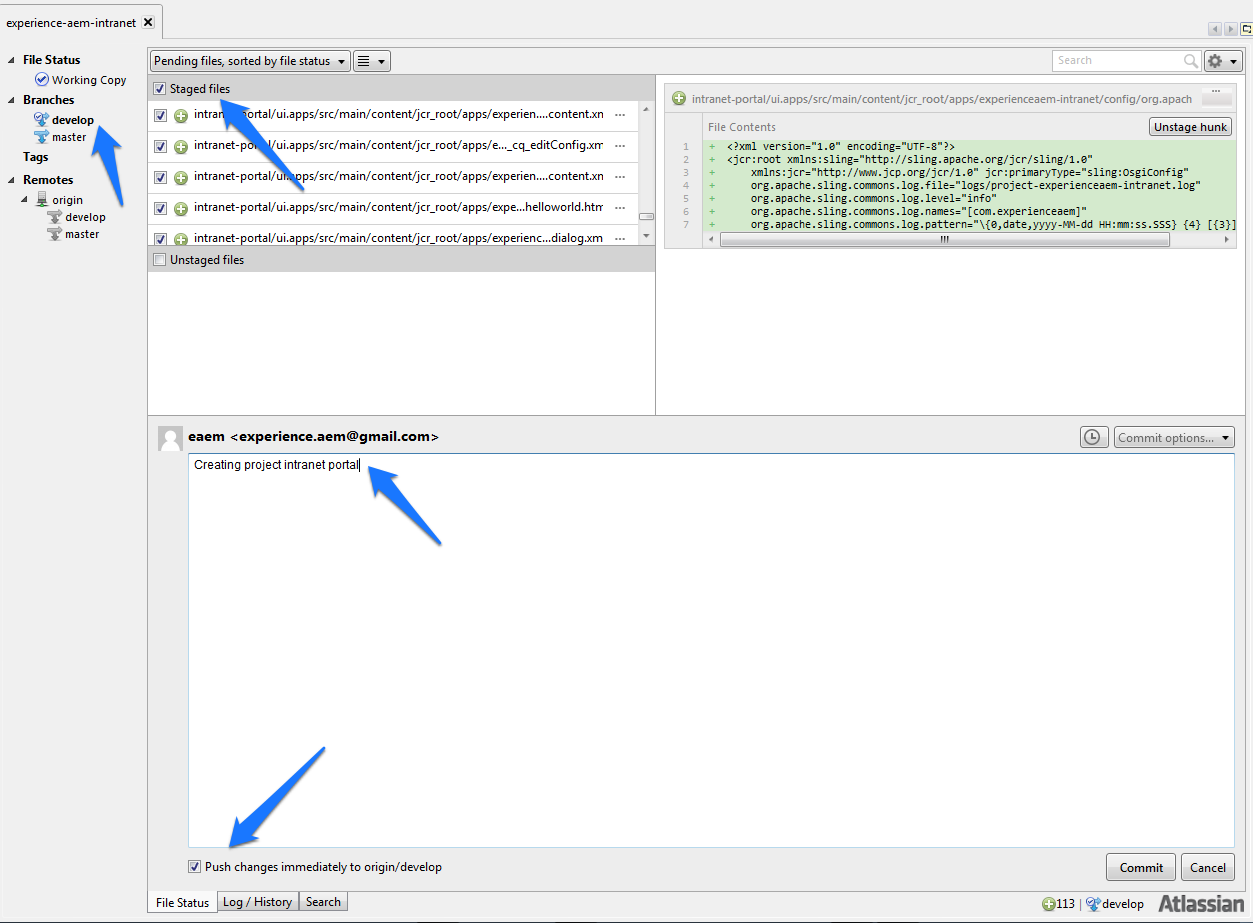 experience-aem-intranet
File Status
Working Copy
Branches
develop
master
Tags
Remotes
origin
develop
master
Pending files, sorted by file status
Search
Staged files
intranet-portal/ui.apps/src/main/content/jcr_root/apps/experien....content.xn
intranet-portal/ui.apps/src/main/content/jcr_root/apps/e..._cq_editConfig.xm
intranet-portal/ui.apps/src/main/content/jcr_root/apps/experien....content.xn
intranet-portal/ui.apps/src/main/content/jcr_root/apps/expe...helloworld.htm
intranet-portal/ui.apps/src/main/content/jcr_root/apps/experienc...dialog.xm
Unstaged files
intranet-portal/ui.apps/src/main/content/jcr_root/apps/experienceaem-intranet/config/org.apach
File Contents
Unstage hunk
1 + <?xml version="1.0" encoding="UTF-8"?>
2 + <jcr:root xmlns:sling="http://sling.apache.org/jcr/sling/1.0"
3 + xmlns:jcr="http://www.jcp.org/jcr/1.0" jcr:primaryType="sling:OsgiConfig"
4 + org.apache.sling.commons.log.file="logs/project-experienceaem-intranet.log"
5 + org.apache.sling.commons.log.level="info"
6 + org.apache.sling.commons.log.names="[com.experienceaem]"
7 + org.apache.sling.commons.log.pattern="\{0,date,yyyy-MM-dd HH:mm:ss.SSS} {4} [{3}]
eaem <experience.aem@gmail.com>
Commit options...
Creating project intranet portal
Push changes immediately to origin/develop
Commit
Cancel
File Status
Log / History
Search
113
develop
Atlassian